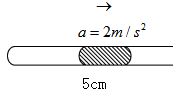 →
a = 2m/s²
5cm